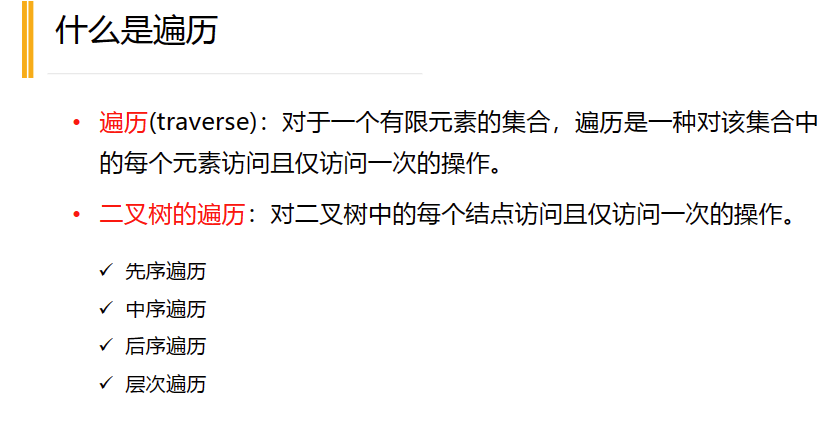 什么是遍历
• 遍历(traverse)：对于一个有限元素的集合，遍历是一种对该集合中
的每个元素访问且仅访问一次的操作。
• 二叉树的遍历：对二叉树中的每个结点访问且仅访问一次的操作。
✓ 先序遍历
✓ 中序遍历
✓ 后序遍历
✓ 层次遍历